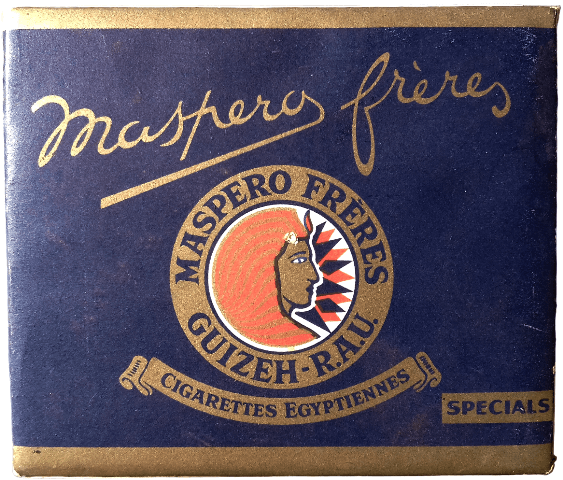 Maspero frères
MASPERO FRÈRES
GUIZEH-R.A.U.
CIGARETTES EGYPTIENNES
SPECIALS